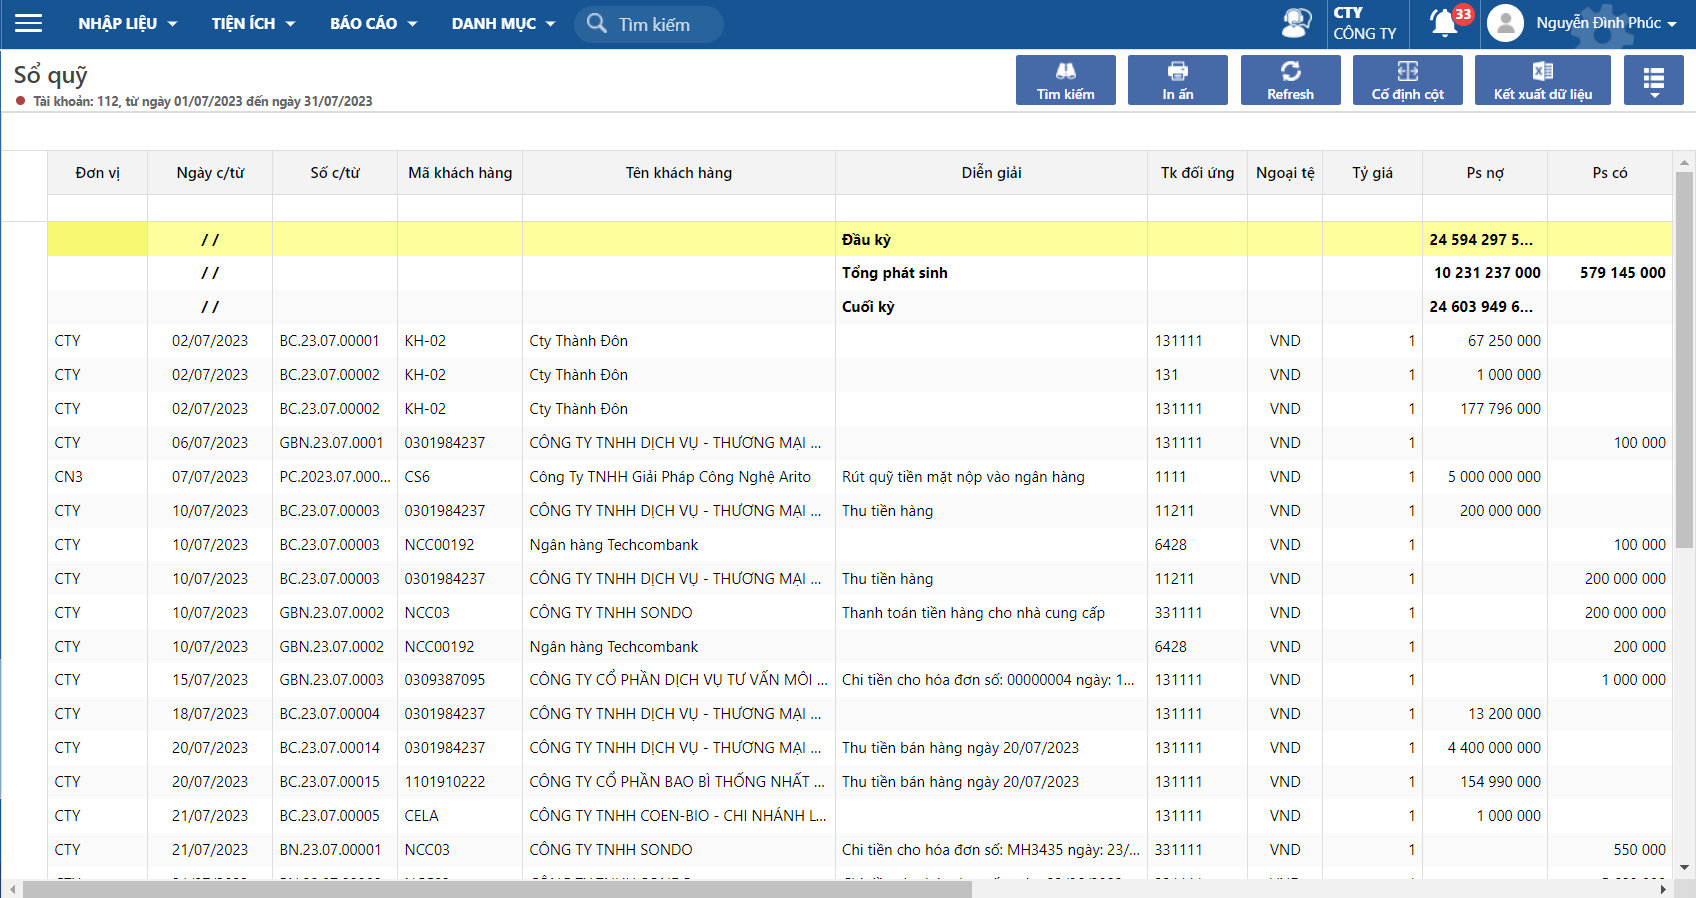 NHẬP LIỆU TIỆN ÍCH BÁO CÁO DANH MỤC Tìm kiếm CTY CÔNG TY 33 Nguyễn Đình Phúc
Sổ quỹ
Tài khoản: 112, từ ngày 01/07/2023 đến ngày 31/07/2023
Tìm kiếm In ấn Refresh Cố định cột Kết xuất dữ liệu
Đơn vị Ngày c/từ Số c/từ Mã khách hàng Tên khách hàng Diễn giải Tk đối ứng Ngoại tệ Tỷ giá Ps nợ Ps có
/ / Đầu kỳ 24 594 297 5...
/ / Tổng phát sinh 10 231 237 000 579 145 000
/ / Cuối kỳ 24 603 949 6...
CTY 02/07/2023 BC.23.07.00001 KH-02 Cty Thành Đôn 131111 VND 1 67 250 000
CTY 02/07/2023 BC.23.07.00002 KH-02 Cty Thành Đôn 131 VND 1 1 000 000
CTY 02/07/2023 BC.23.07.00002 KH-02 Cty Thành Đôn 131111 VND 1 177 796 000
CTY 06/07/2023 GBN.23.07.0001 0301984237 CÔNG TY TNHH DỊCH VỤ - THƯƠNG MẠI ... 131111 VND 1 100 000
CN3 07/07/2023 PC.2023.07.000... CS6 Công Ty TNHH Giải Pháp Công Nghệ Arito Rút quỹ tiền mặt nộp vào ngân hàng 1111 VND 1 5 000 000 000
CTY 10/07/2023 BC.23.07.00003 0301984237 CÔNG TY TNHH DỊCH VỤ - THƯƠNG MẠI ... Thu tiền hàng 11211 VND 1 200 000 000
CTY 10/07/2023 BC.23.07.00003 NCC00192 Ngân hàng Techcombank 6428 VND 1 100 000
CTY 10/07/2023 BC.23.07.00003 0301984237 CÔNG TY TNHH DỊCH VỤ - THƯƠNG MẠI ... Thu tiền hàng 11211 VND 1 200 000 000
CTY 10/07/2023 GBN.23.07.0002 NCC03 CÔNG TY TNHH SONDO Thanh toán tiền hàng cho nhà cung cấp 331111 VND 1 200 000 000
CTY 10/07/2023 GBN.23.07.0002 NCC00192 Ngân hàng Techcombank 6428 VND 1 200 000
CTY 15/07/2023 GBN.23.07.0003 0309387095 CÔNG TY CỔ PHẦN DỊCH VỤ TƯ VẤN MÔI ... Chi tiền cho hóa đơn số: 00000004 ngày: 1... 131111 VND 1 1 000 000
CTY 18/07/2023 BC.23.07.00004 0301984237 CÔNG TY TNHH DỊCH VỤ - THƯƠNG MẠI ... 131111 VND 1 13 200 000
CTY 20/07/2023 BC.23.07.00014 0301984237 CÔNG TY TNHH DỊCH VỤ - THƯƠNG MẠI ... Thu tiền bán hàng ngày 20/07/2023 131111 VND 1 4 400 000 000
CTY 20/07/2023 BC.23.07.00015 1101910222 CÔNG TY CỔ PHẦN BAO BÌ THỐNG NHẤT ... Thu tiền bán hàng ngày 20/07/2023 131111 VND 1 154 990 000
CTY 21/07/2023 BC.23.07.00005 CELA CÔNG TY TNHH COEN-BIO - CHI NHÁNH L... 131111 VND 1 1 000 000
CTY 21/07/2023 BN.23.07.00001 NCC03 CÔNG TY TNHH SONDO Chi tiền cho hóa đơn số: MH3435 ngày: 23/... 331111 VND 1 550 000